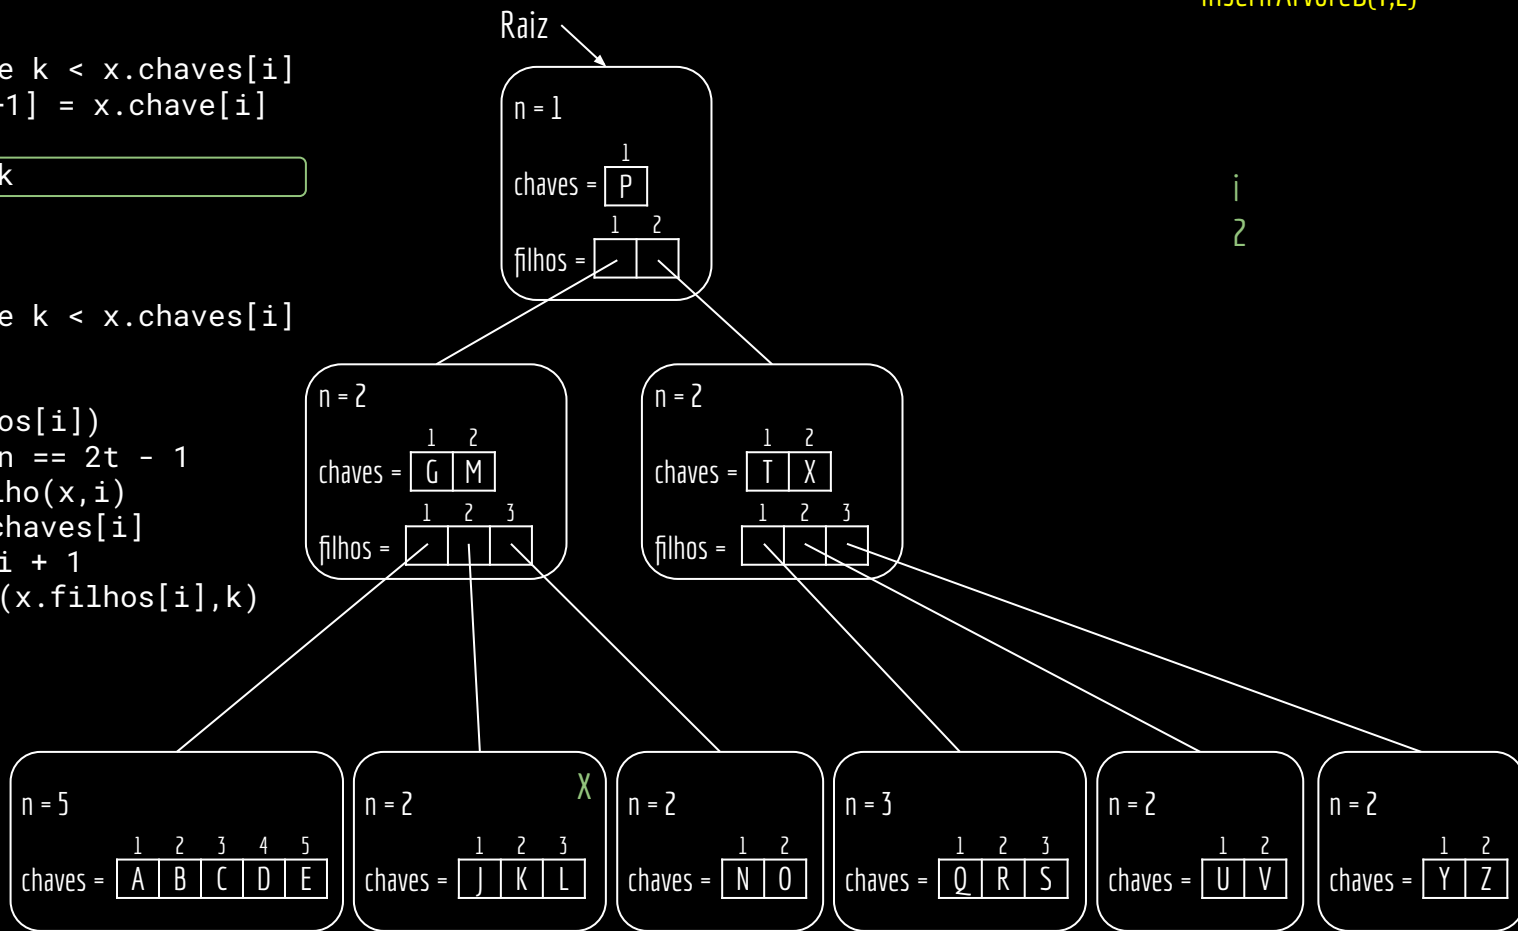 InserirArvoreB(T,L)
Raiz
e k < x.chaves[i]
+1] = x.chave[i]
k
e k < x.chaves[i]
os[i])
n == 2t - 1
lho(x,i)
chaves[i]
i + 1
(x.filhos[i],k)
i
2
n = 1
1
chaves = P
1 2
filhos =
n = 2
1 2
chaves = G M
1 2 3
filhos =
n = 2
1 2
chaves = T X
1 2 3
filhos =
n = 5
1 2 3 4 5
chaves = A B C D E
X
n = 2
1 2 3
chaves = J K L
n = 2
1 2
chaves = N O
n = 3
1 2 3
chaves = Q R S
n = 2
1 2
chaves = U V
n = 2
1 2
chaves = Y Z